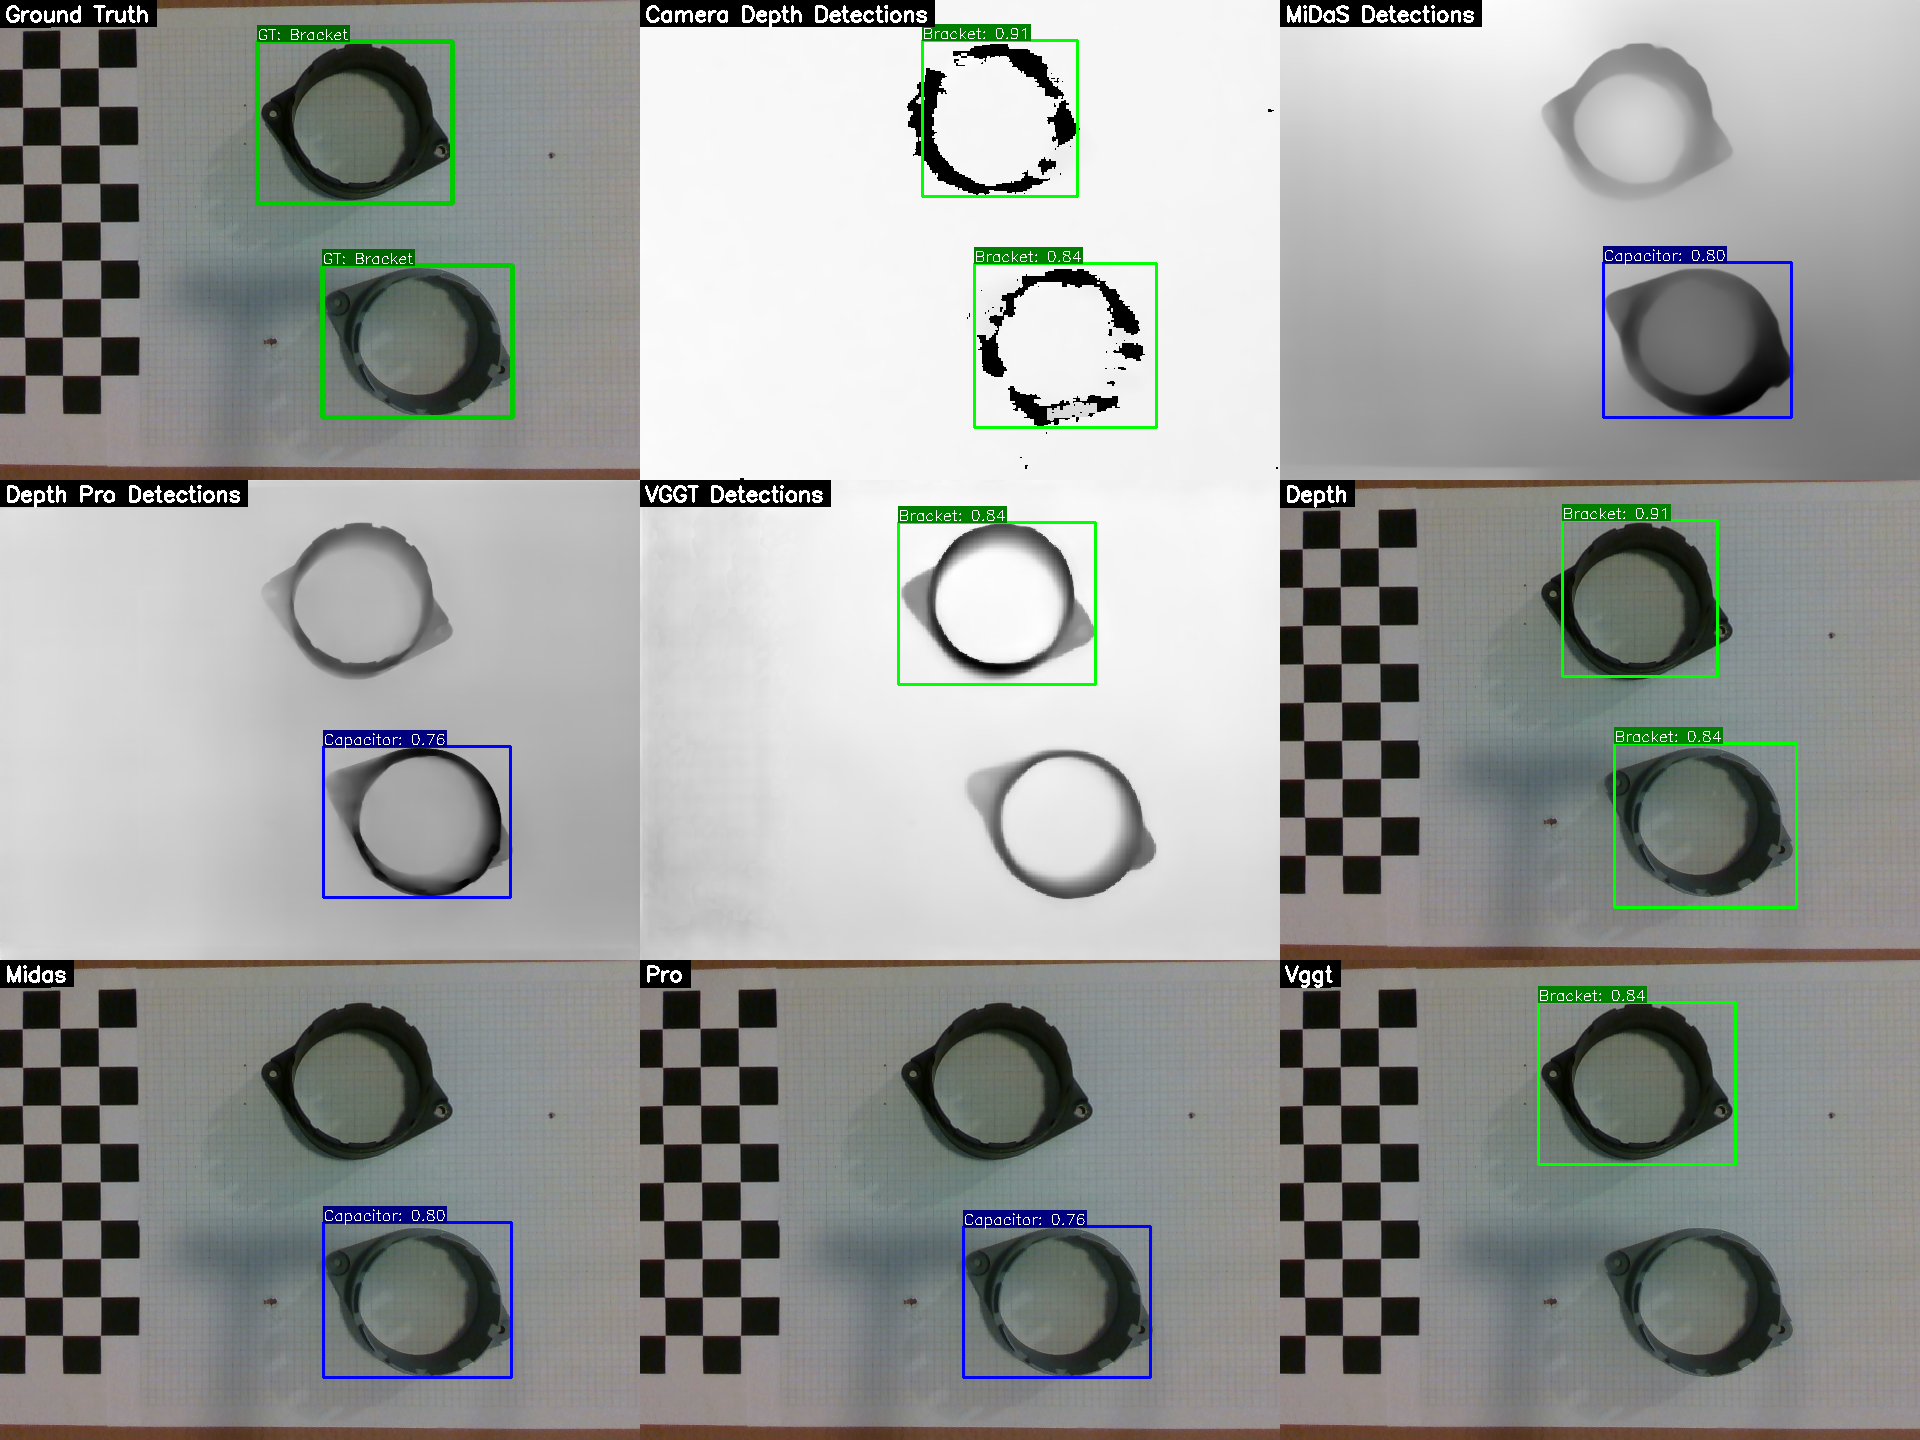 Ground Truth
GT: Bracket
GT: Bracket
Camera Depth Detections
Bracket: 0.91
Bracket: 0.84
MiDaS Detections
Capacitor: 0.80
Depth Pro Detections
Capacitor: 0.76
VGGT Detections
Bracket: 0.84
Depth
Bracket: 0.91
Bracket: 0.84
Midas
Capacitor: 0.80
Pro
Capacitor: 0.76
Vggt
Bracket: 0.84